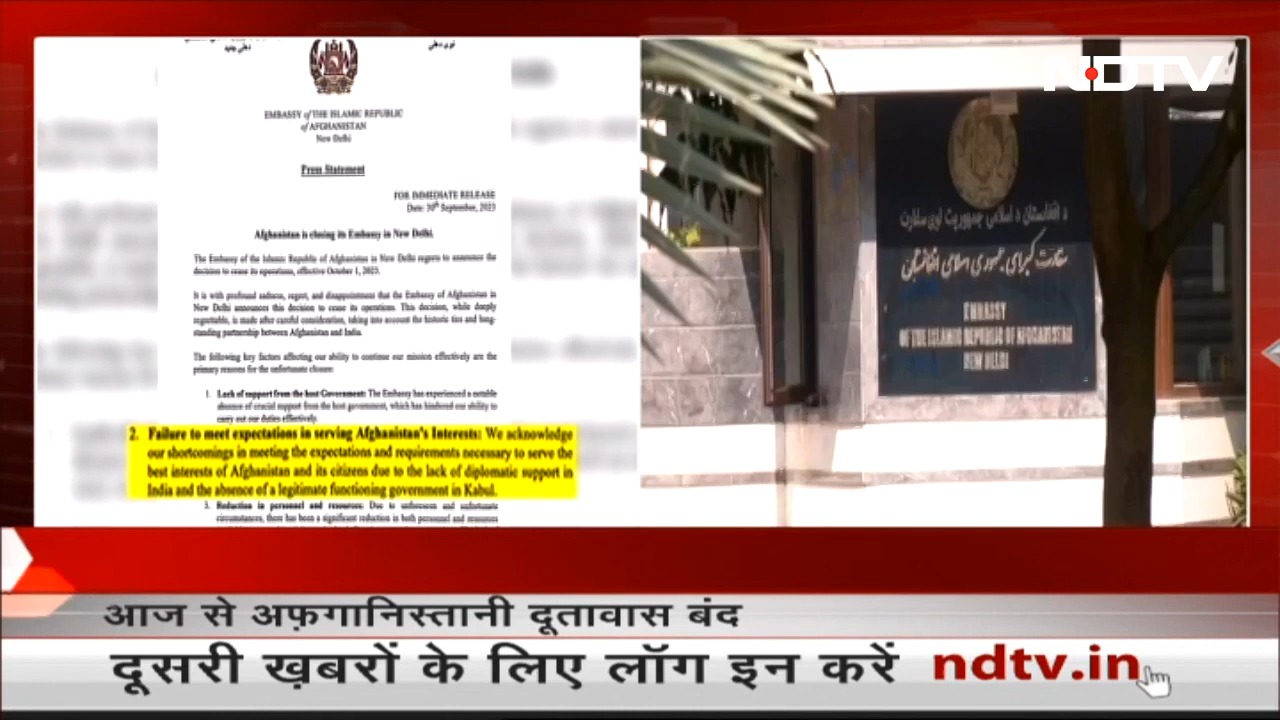 EMBASSY of THE ISLAMIC REPUBLIC
of AFGHANISTAN
New Delhi
Press Statement
FOR IMMEDIATE RELEASE
Date: 30th September, 2023
Afghanistan is closing its Embassy in New Delhi.
The Embassy of the Islamic Republic of Afghanistan in New Delhi regrets to announce the
decision to cease its operations, effective October 1, 2023.
It is with profound sadness, regret, and disappointment that the Embassy of Afghanistan in
New Delhi announces this decision to cease its operations. This decision, while deeply
regrettable, is made after careful consideration, taking into account the historic ties and long-
standing partnership between Afghanistan and India.
The following key factors affecting our ability to continue our mission effectively are the
primary reasons for the unfortunate closure:
1. Lack of support from the host Government: The Embassy has experienced a notable
absence of crucial support from the host government, which has hindered our ability to
carry out our duties effectively.
2. Failure to meet expectations in serving Afghanistan's Interests: We acknowledge
our shortcomings in meeting the expectations and requirements necessary to serve the
best interests of Afghanistan and its citizens due to the lack of diplomatic support in
India and the absence of a legitimate functioning government in Kabul.
3. Reduction in personnel and resources: Due to unforeseen and unfortunate
circumstances, there has been a significant reduction in both personnel and resources
NDTV
د افغانستان د اسلامي جمهوریت لوی سفارت
سفارت کبرای جمهوری اسلامی افغانستان
EMBASSY
OF THE ISLAMIC REPUBLIC OF AFGHANISTAN
NEW DELHI
आज से अफ़गानिस्तानी दूतावास बंद
दूसरी ख़बरों के लिए लॉग इन करें ndtv.in